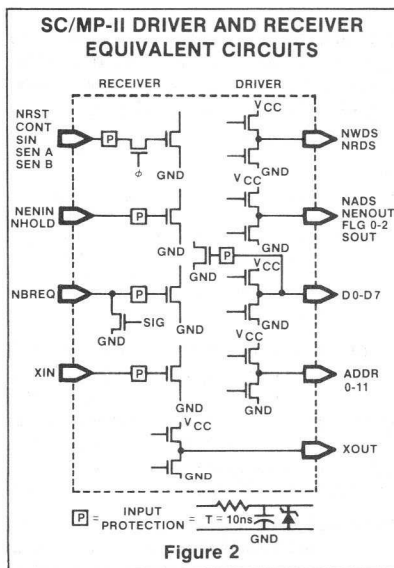 SC/MP-II DRIVER AND RECEIVER
EQUIVALENT CIRCUITS
RECEIVER
DRIVER
NRST
CONT
SIN
SEN A
SEN B
P
ϕ
GND
VCC
GND
NWDS
NRDS
NENIN
NHOLD
P
GND
VCC
GND
NADS
NENOUT
FLG 0-2
SOUT
P
GND
VCC
GND
D0-D7
NBREQ
P
SIG
GND
GND
VCC
GND
ADDR
0-11
XIN
P
GND
VCC
GND
XOUT
P = INPUT
PROTECTION =
T = 10ns
GND
Figure 2